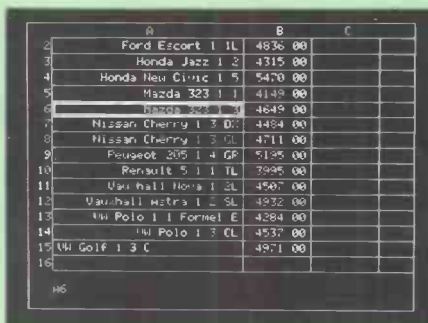 A B C
2 Ford Escort 1 1L 4836 00
3 Honda Jazz 1 2 4315 00
4 Honda New Civic 1 5 5470 00
5 Mazda 323 1 1 4149 00
6 Mazda 323 1 3 4649 00
7 Nissan Cherry 1 3 4484 00
8 Nissan Cherry 1 3 GL 4711 00
9 Peugeot 205 1 4 GR 5195 00
10 Renault 5 1 1 TL 3995 00
11 Vauxhall Nova 1 2L 4507 00
12 Vauxhall Astra 1 SL 4932 00
13 VW Polo 1 1 Formel E 4284 00
14 VW Polo 1 3 CL 4537 00
15 VW Golf 1 3 C 4971 00
16
A6